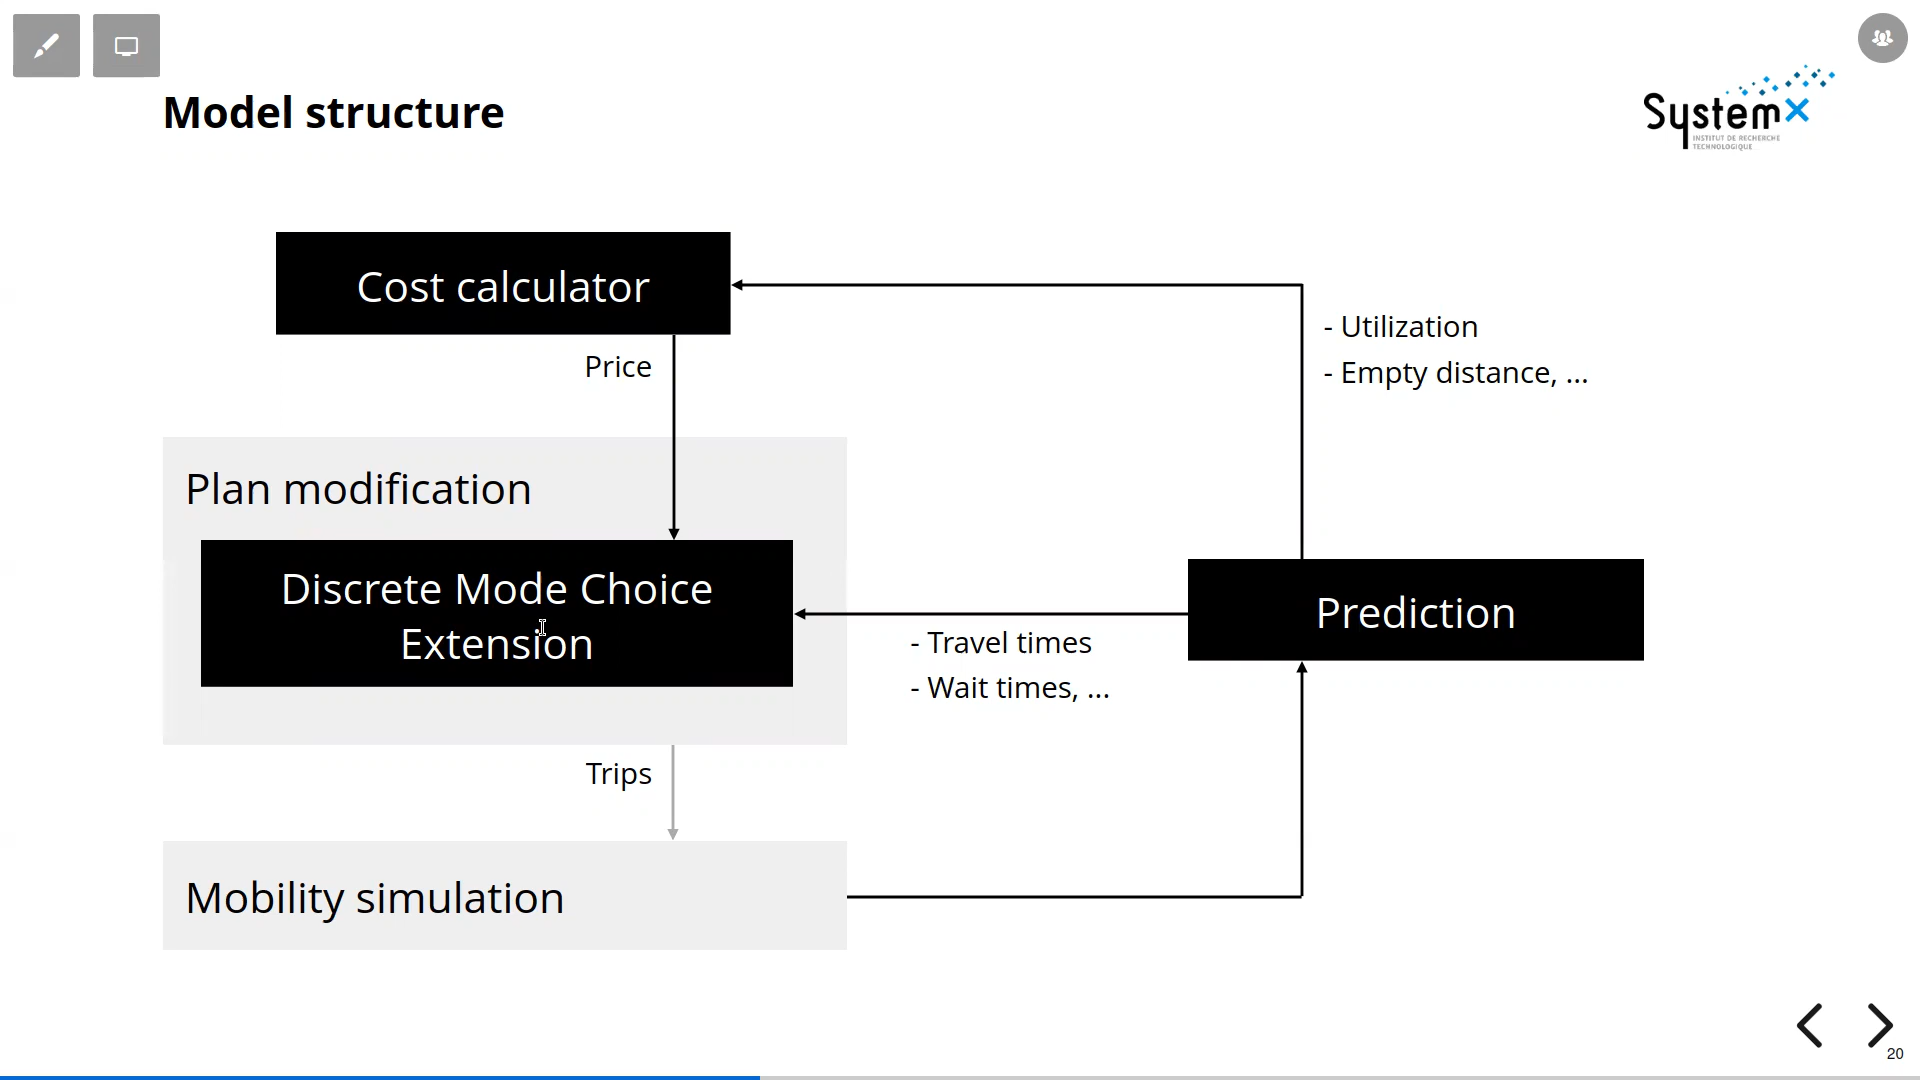 Model structure
SystemX
INSTITUT DE RECHERCHE
TECHNOLOGIQUE
Cost calculator
- Utilization
- Empty distance, ...
Price
Plan modification
Discrete Mode Choice
Extension
Prediction
- Travel times
- Wait times, ...
Trips
Mobility simulation
20